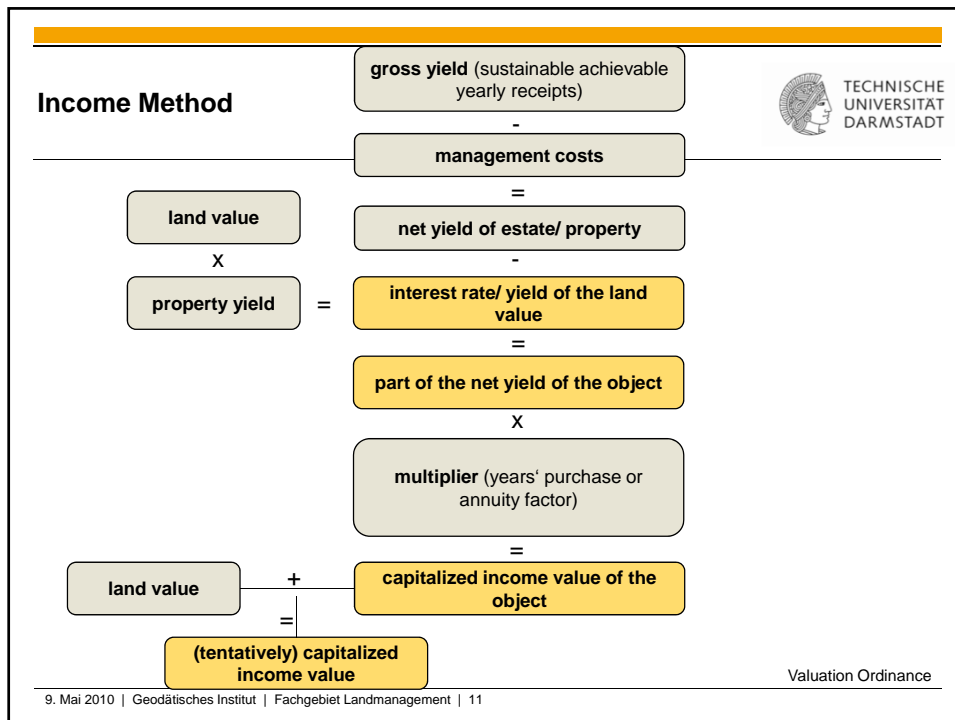 gross yield (sustainable achievable
yearly receipts)
Income Method
TECHNISCHE
UNIVERSITÄT
DARMSTADT
-
management costs
=
land value
net yield of estate/ property
x
-
property yield
=
interest rate/ yield of the land
value
=
part of the net yield of the object
x
multiplier (years‘ purchase or
annuity factor)
=
land value
+
capitalized income value of the
object
=
(tentatively) capitalized
income value
Valuation Ordinance
9. Mai 2010 | Geodätisches Institut | Fachgebiet Landmanagement | 11